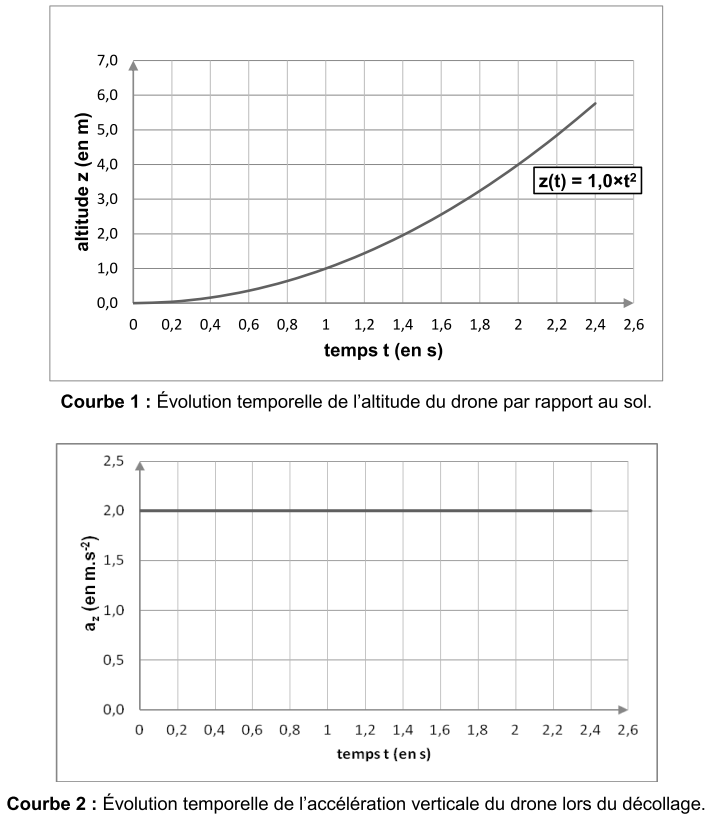 7,0
6,0
5,0
4,0
3,0
2,0
1,0
0,0
altitude z (en m)
z(t) = 1,0×t²
0 0,2 0,4 0,6 0,8 1 1,2 1,4 1,6 1,8 2 2,2 2,4 2,6
temps t (en s)
Courbe 1 : Évolution temporelle de l'altitude du drone par rapport au sol.
2,5
2,0
1,5
1,0
0,5
0,0
a_z (en m.s⁻²)
0 0,2 0,4 0,6 0,8 1 1,2 1,4 1,6 1,8 2 2,2 2,4 2,6
temps t (en s)
Courbe 2 : Évolution temporelle de l'accélération verticale du drone lors du décollage.